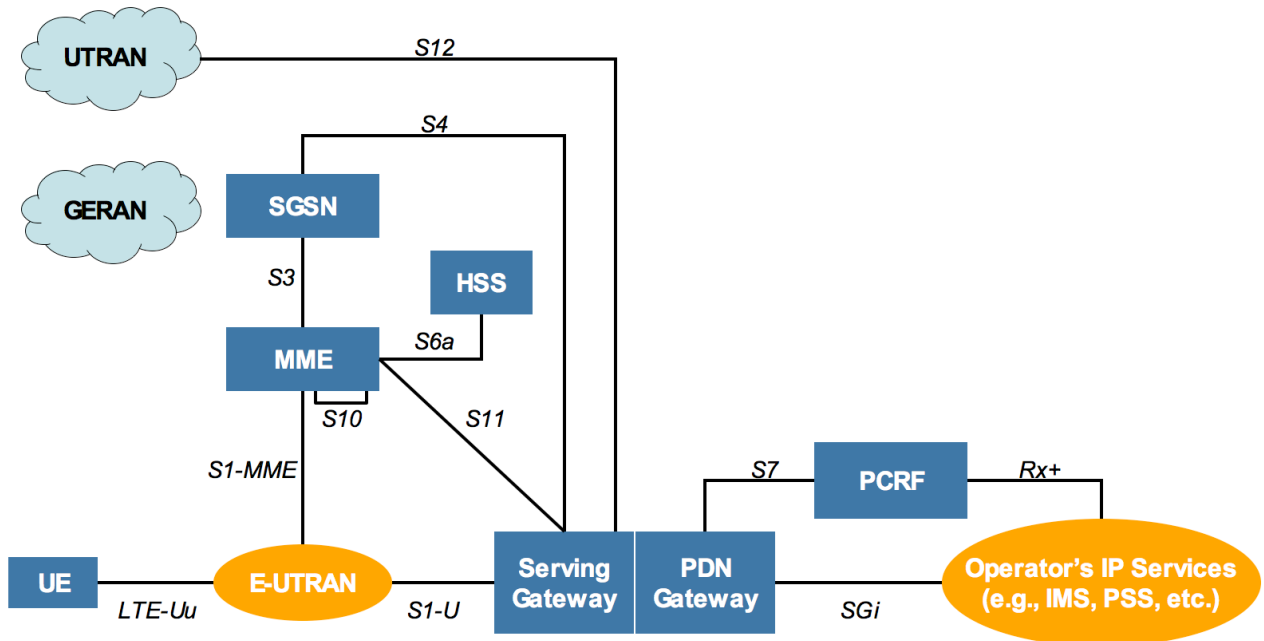 UTRAN
S12
S4
GERAN
SGSN
S3
HSS
MME
S6a
S10
S11
S1-MME
S7
PCRF
Rx+
UE
LTE-Uu
E-UTRAN
S1-U
Serving
Gateway
PDN
Gateway
SGi
Operator’s IP Services
(e.g., IMS, PSS, etc.)